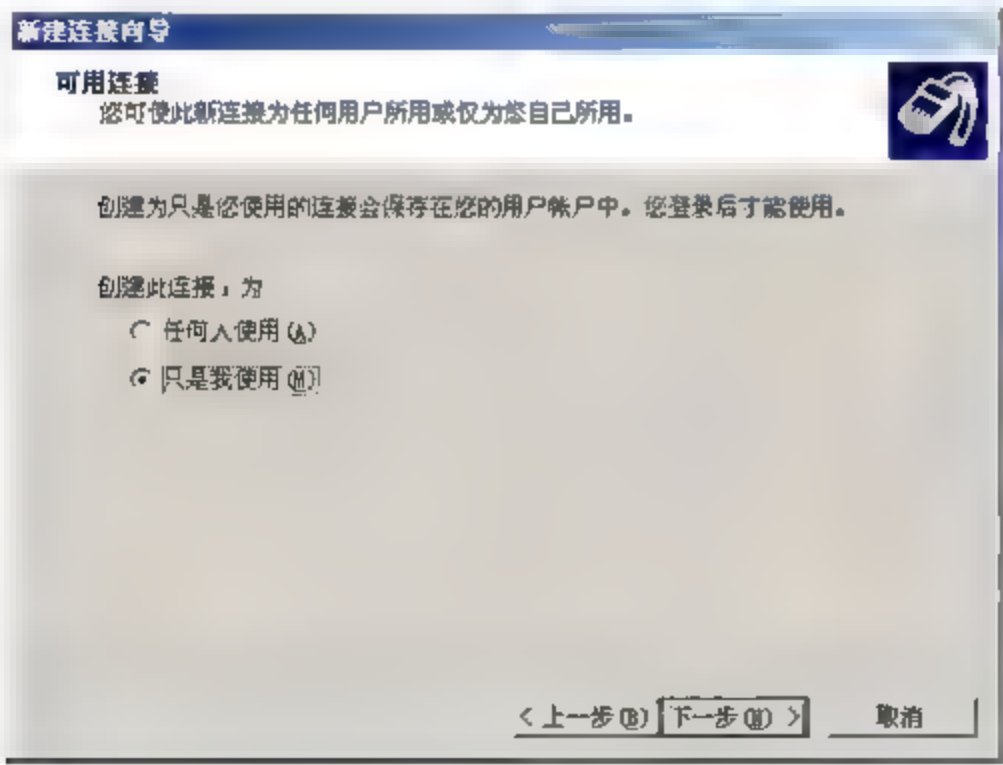 新建连接向导
可用连接
您可使此新连接为任何用户所用或仅为您自己所用。
创建为只是您使用的连接会保存在您的用户帐户中。您登录后才能使用。
创建此连接，为
任何人使用(A)
只是我使用(M)
< 上一步(B) 下一步(N) > 取消